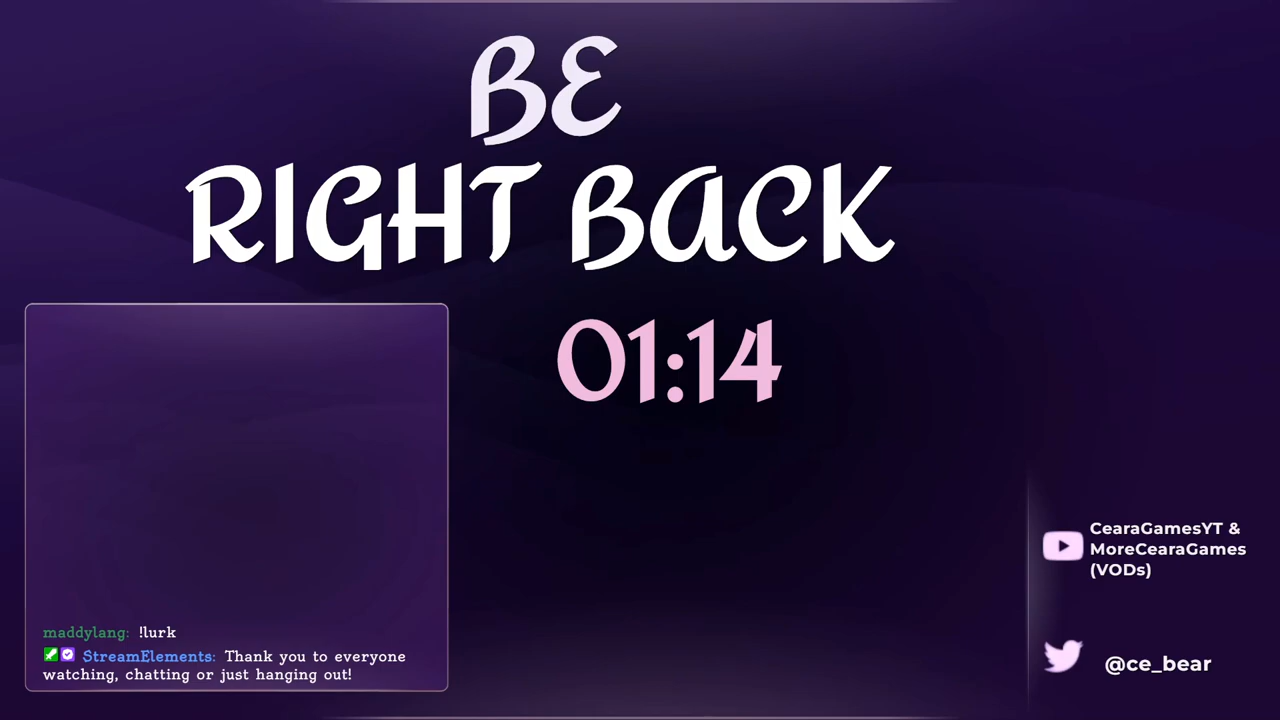 BE
RIGHT BACK
01:14
maddylang: !lurk
StreamElements: Thank you to everyone
watching, chatting or just hanging out!
CearaGamesYT &
MoreCearaGames
(VODs)
@ce_bear